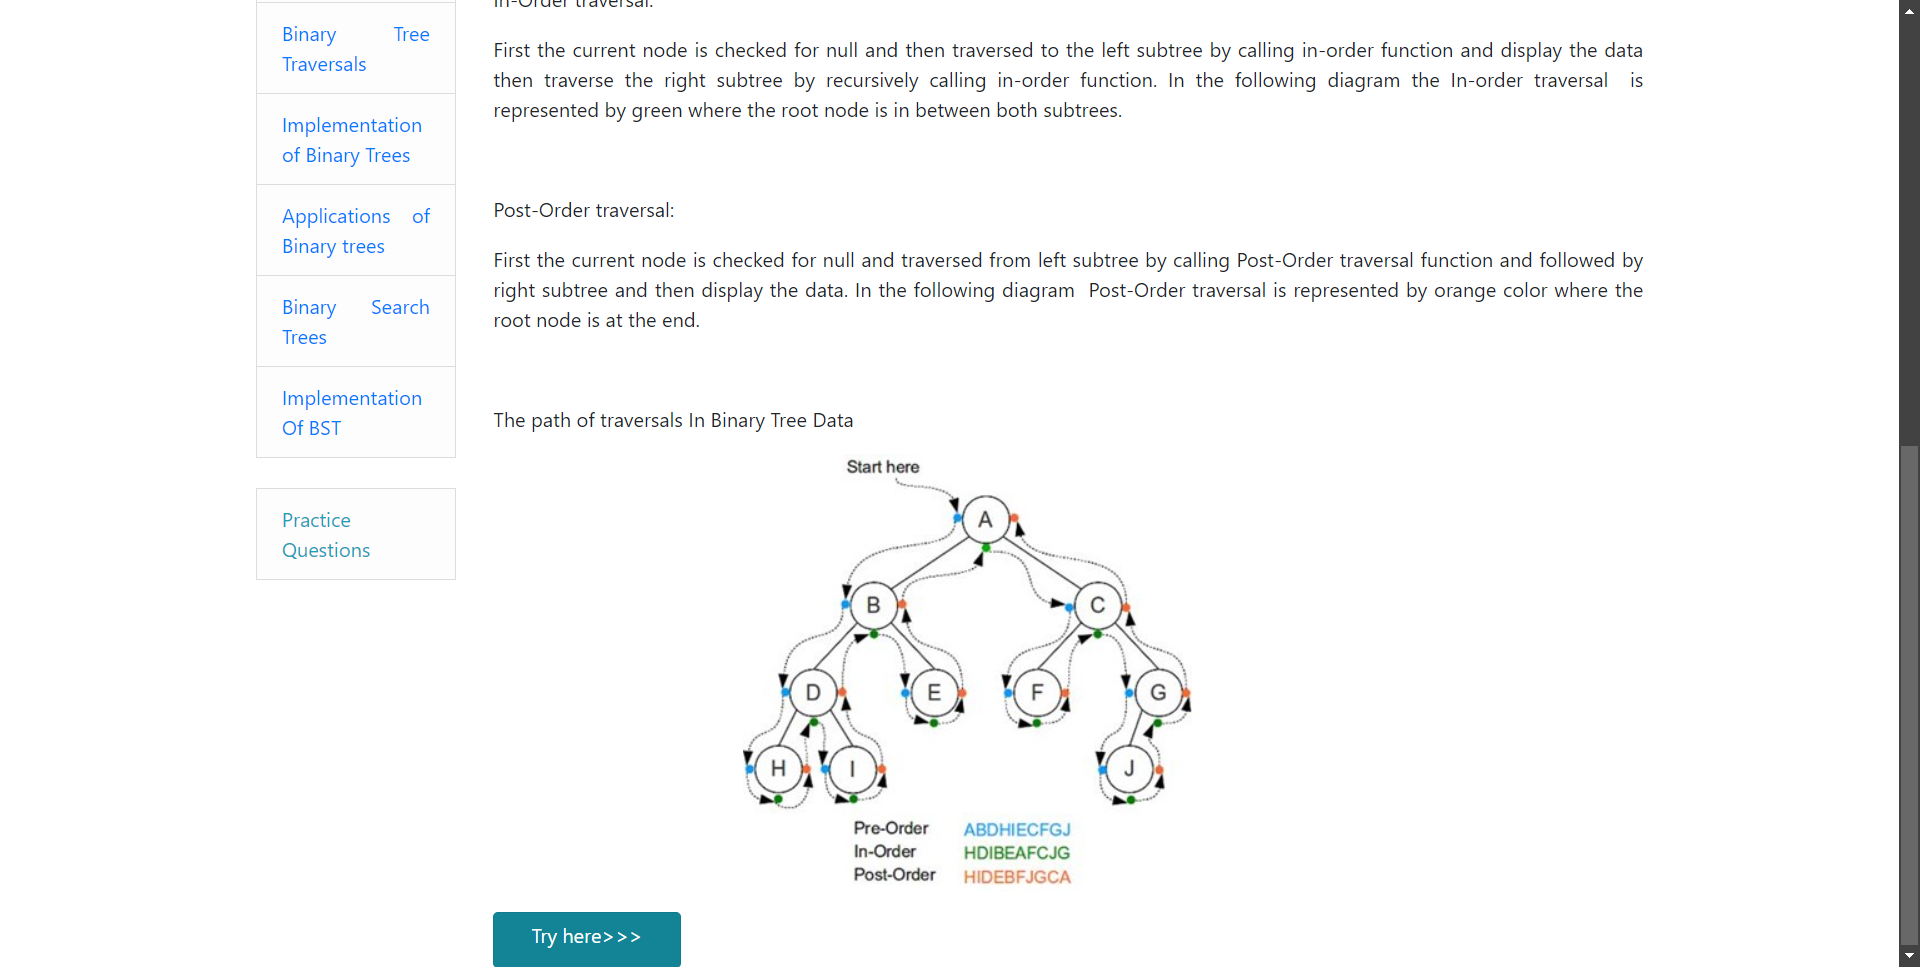 Binary Tree
Traversals
Implementation
of Binary Trees
Applications of
Binary trees
Binary Search
Trees
Implementation
Of BST
Practice
Questions
In-Order traversal:
First the current node is checked for null and then traversed to the left subtree by calling in-order function and display the data
then traverse the right subtree by recursively calling in-order function. In the following diagram the In-order traversal is
represented by green where the root node is in between both subtrees.
Post-Order traversal:
First the current node is checked for null and traversed from left subtree by calling Post-Order traversal function and followed by
right subtree and then display the data. In the following diagram Post-Order traversal is represented by orange color where the
root node is at the end.
The path of traversals In Binary Tree Data
Start here
A
B C
D E F G
H I J
Pre-Order ABDHIECFGJ
In-Order HDIBEAFCJG
Post-Order HIDEBFJGCA
Try here>>>